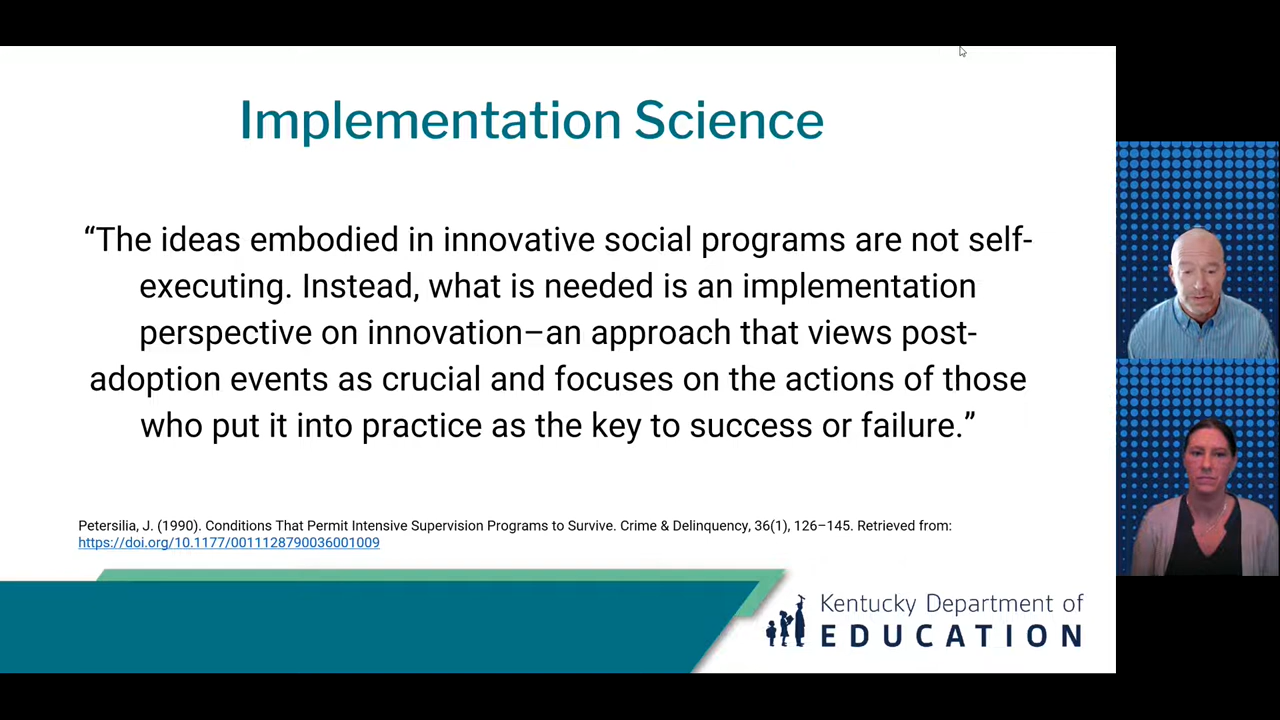 Implementation Science
“The ideas embodied in innovative social programs are not self-
executing. Instead, what is needed is an implementation
perspective on innovation–an approach that views post-
adoption events as crucial and focuses on the actions of those
who put it into practice as the key to success or failure.”
Petersilia, J. (1990). Conditions That Permit Intensive Supervision Programs to Survive. Crime & Delinquency, 36(1), 126–145. Retrieved from:
https://doi.org/10.1177/0011128790036001009
Kentucky Department of
EDUCATION